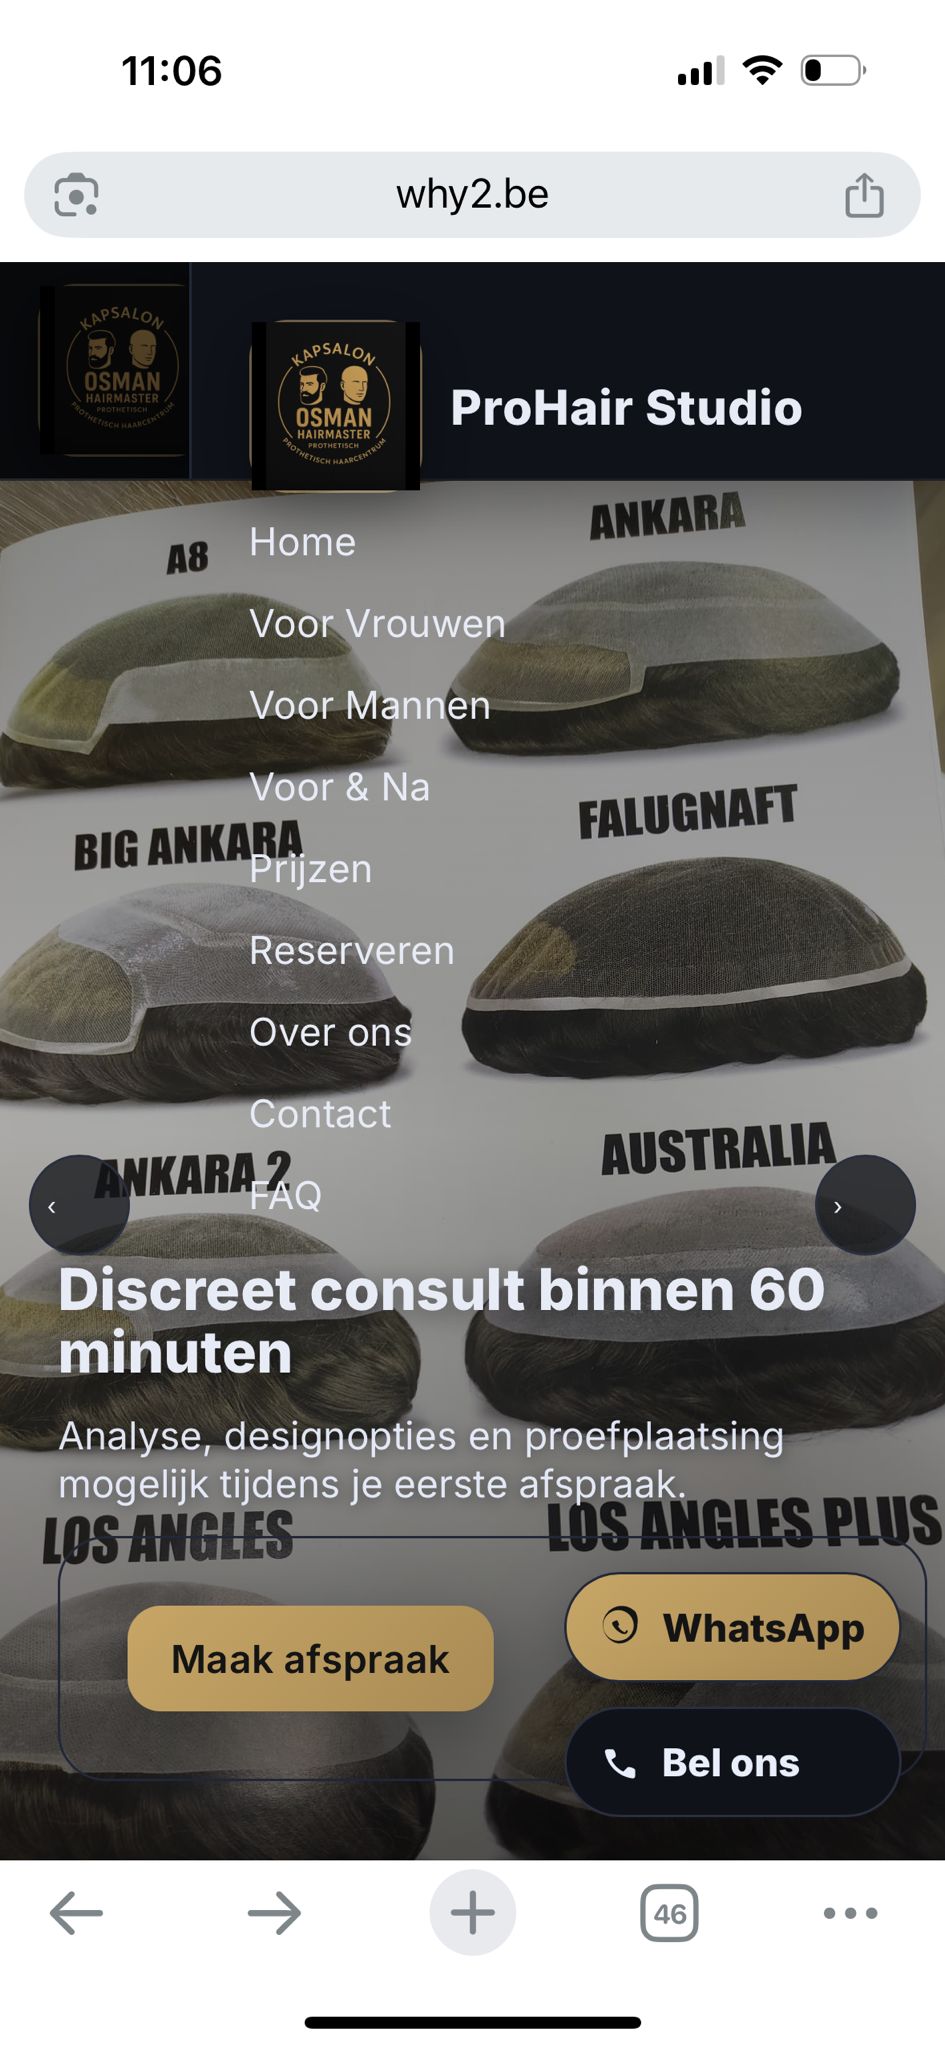 11:06
why2.be
KAPSALON
OSMAN
HAIRMASTER
PROTHETISCH
PROTHETISCH HAARCENTRUM
KAPSALON
OSMAN
HAIRMASTER
PROTHETISCH
PROTHETISCH HAARCENTRUM
ProHair Studio
ANKARA
Home
A8
Voor Vrouwen
Voor Mannen
Voor & Na
FALUGNAFT
BIG ANKARA
Prijzen
Reserveren
Over ons
Contact
AUSTRALIA
ANKARA 2
FAQ
‹
›
Discreet consult binnen 60
minuten
Analyse, designopties en proefplaatsing
mogelijk tijdens je eerste afspraak.
LOS ANGLES
LOS ANGLES PLUS
WhatsApp
Maak afspraak
Bel ons
46